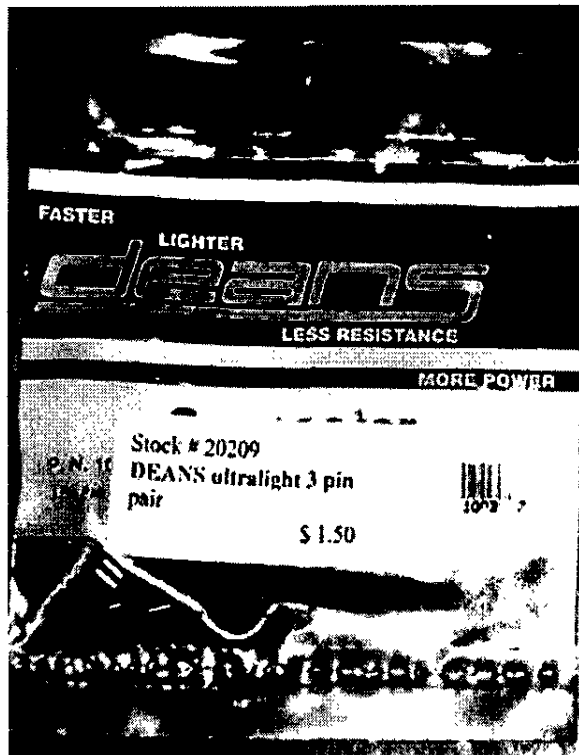 FASTER
LIGHTER
deans
LESS RESISTANCE
MORE POWER
Stock # 20209
P. N.
DEANS ultralight 3 pin
pair
$ 1.50